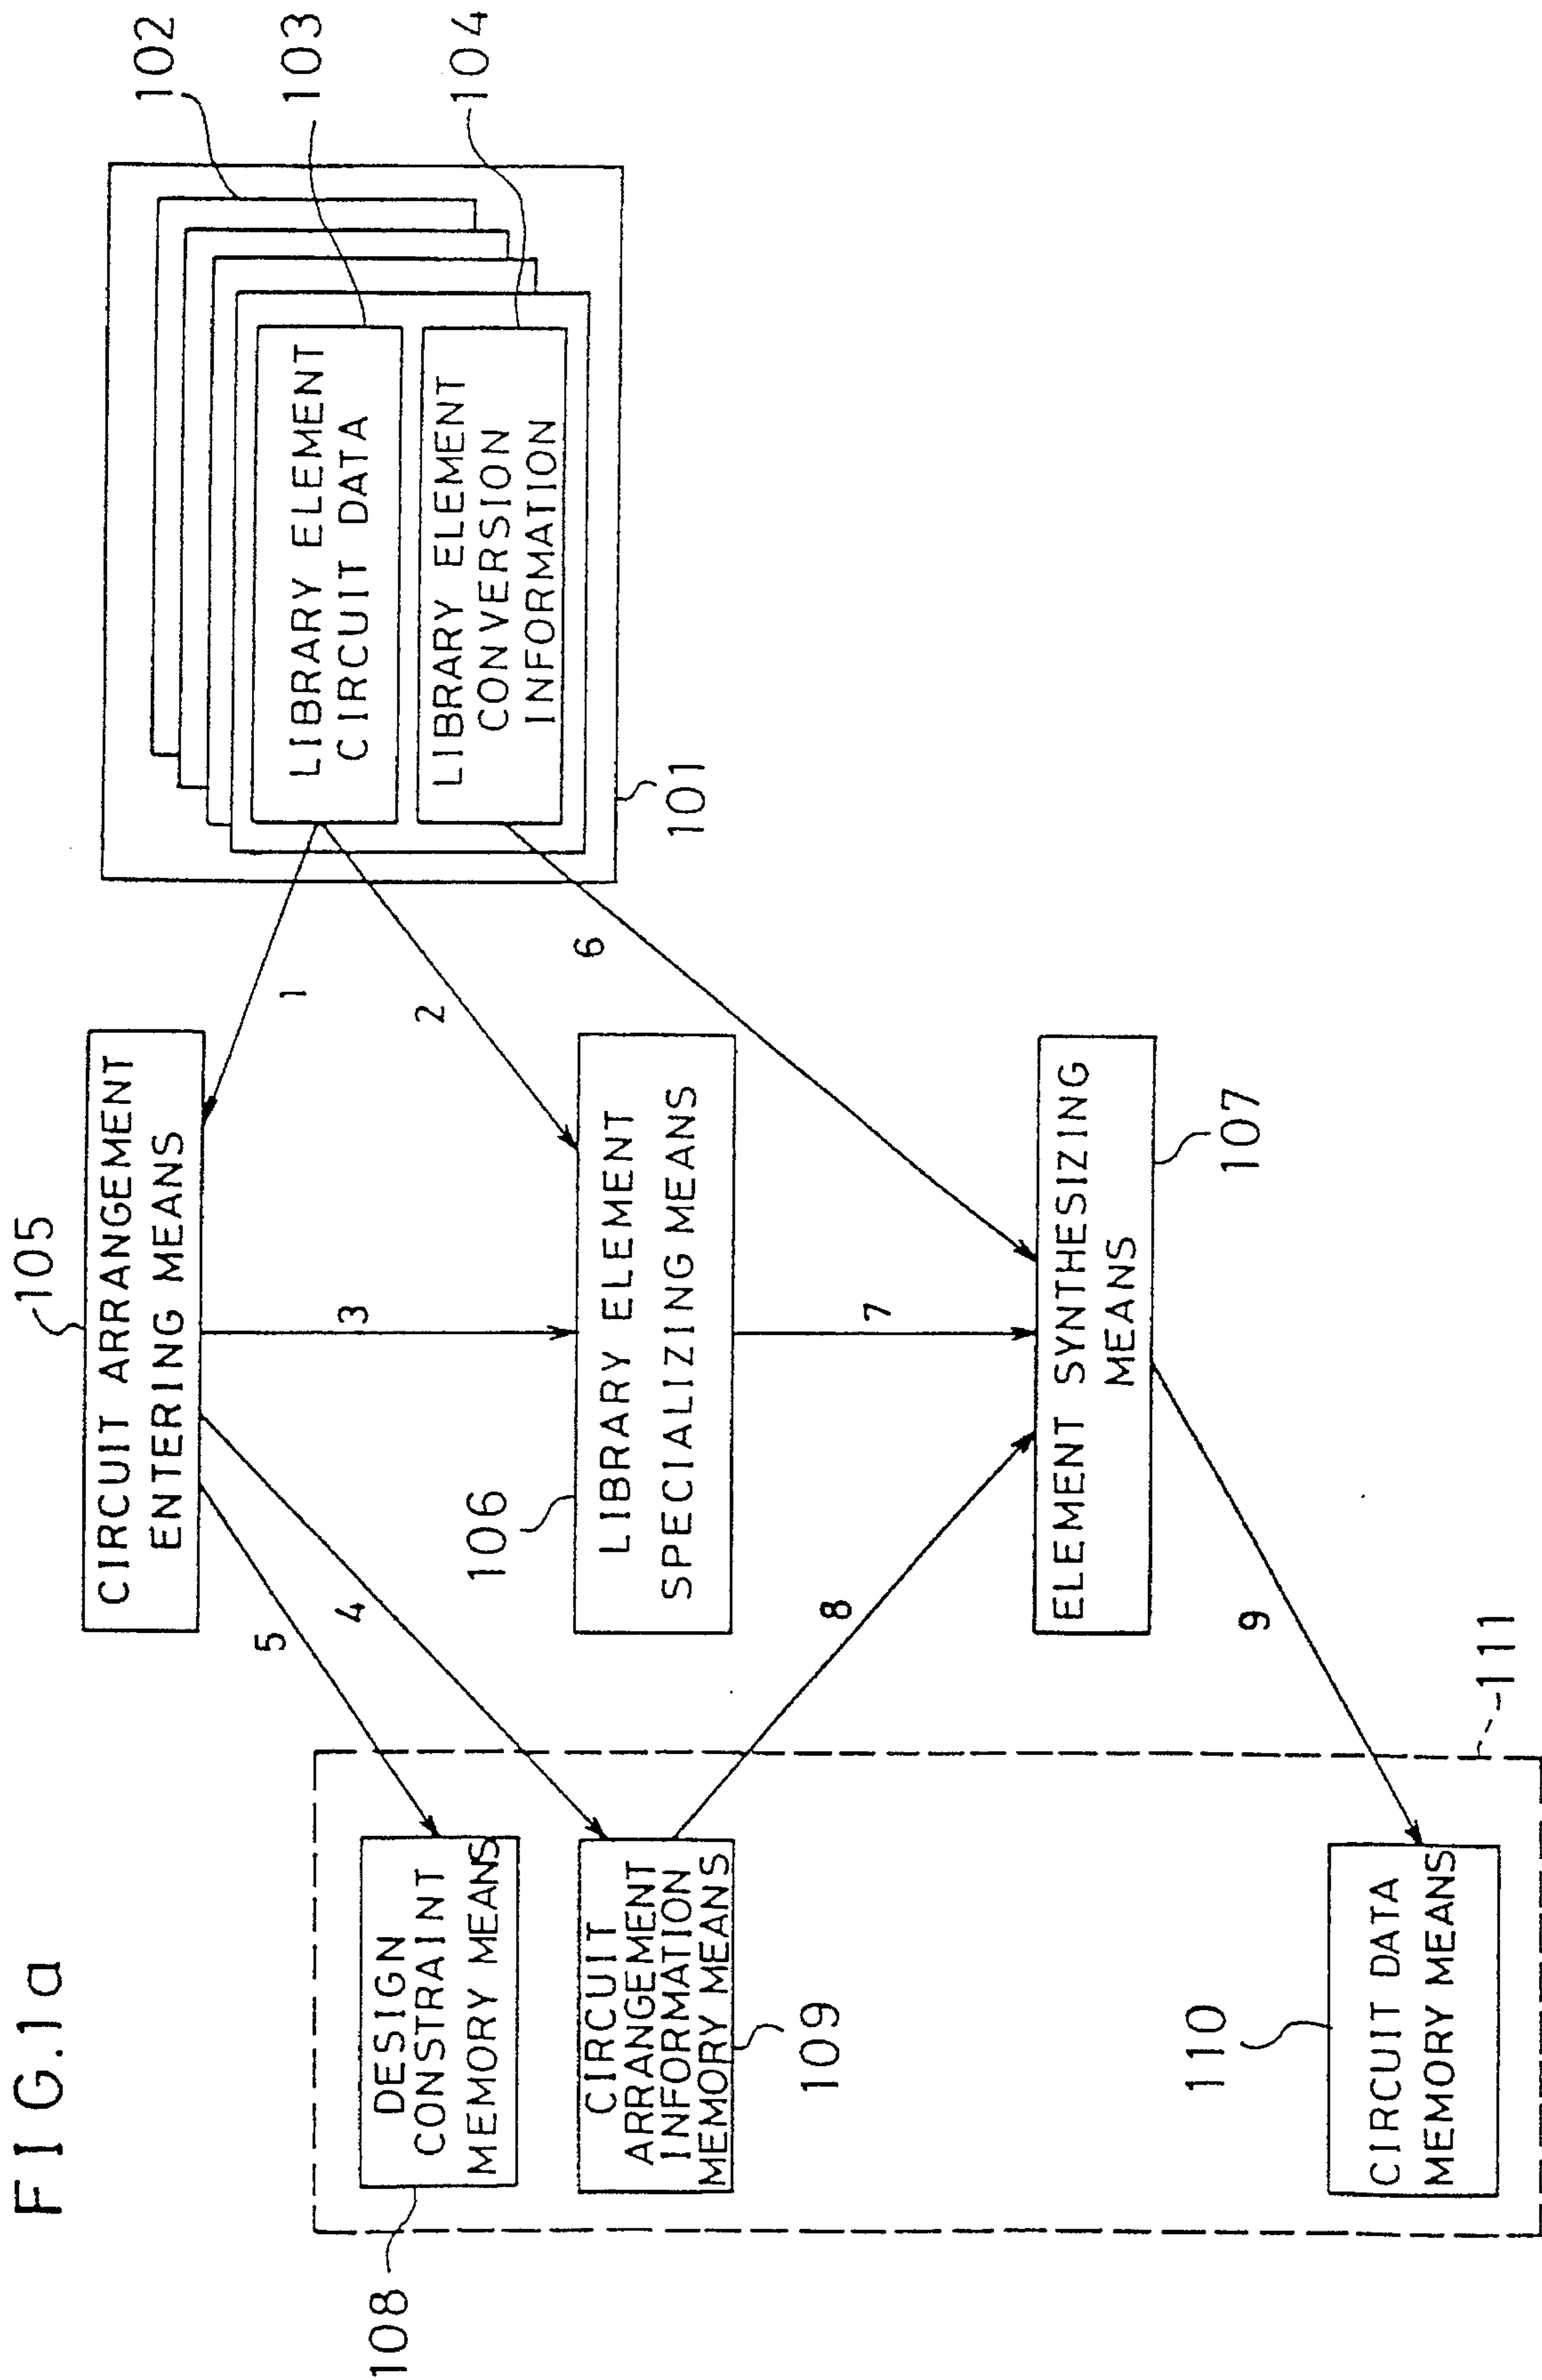 FIG.1a
108
DESIGN
CONSTRAINT
MEMORY MEANS
CIRCUIT
ARRANGEMENT
INFORMATION
MEMORY MEANS
109
110
CIRCUIT DATA
MEMORY MEANS
111
5
4
8
9
105
CIRCUIT ARRANGEMENT
ENTERING MEANS
3
106
LIBRARY ELEMENT
SPECIALIZING MEANS
7
ELEMENT SYNTHESIZING
MEANS
107
1
2
6
101
LIBRARY ELEMENT
CIRCUIT DATA
LIBRARY ELEMENT
CONVERSION
INFORMATION
102
103
104